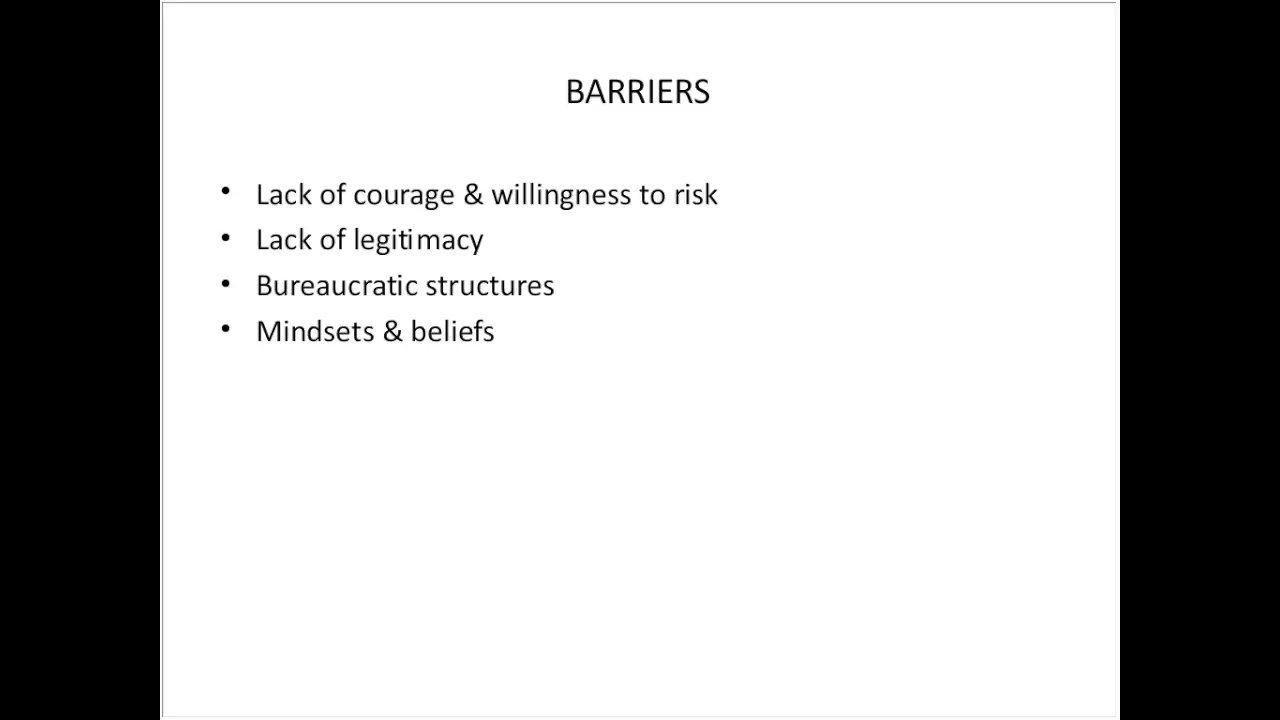 BARRIERS
• Lack of courage & willingness to risk
• Lack of legitimacy
• Bureaucratic structures
• Mindsets & beliefs